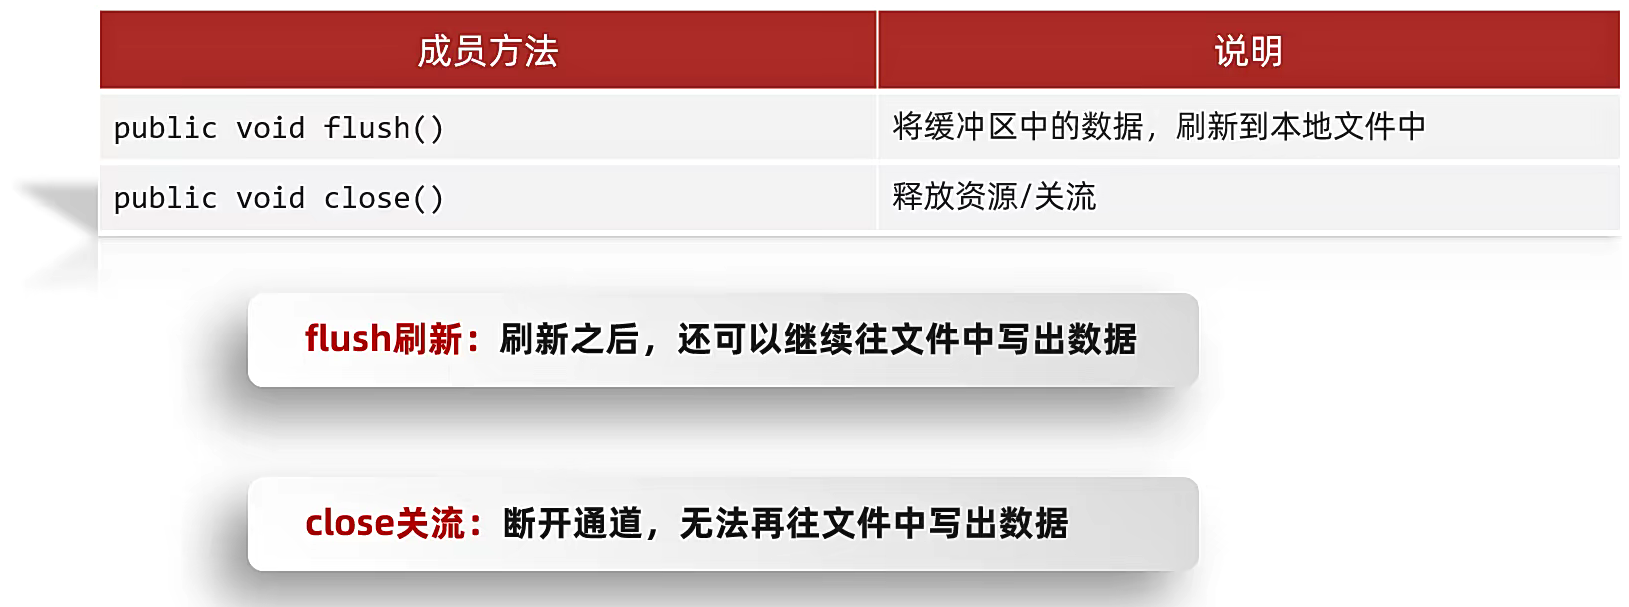 成员方法 说明
public void flush() 将缓冲区中的数据，刷新到本地文件中
public void close() 释放资源/关流
flush刷新：刷新之后，还可以继续往文件中写出数据
close关流：断开通道，无法再往文件中写出数据